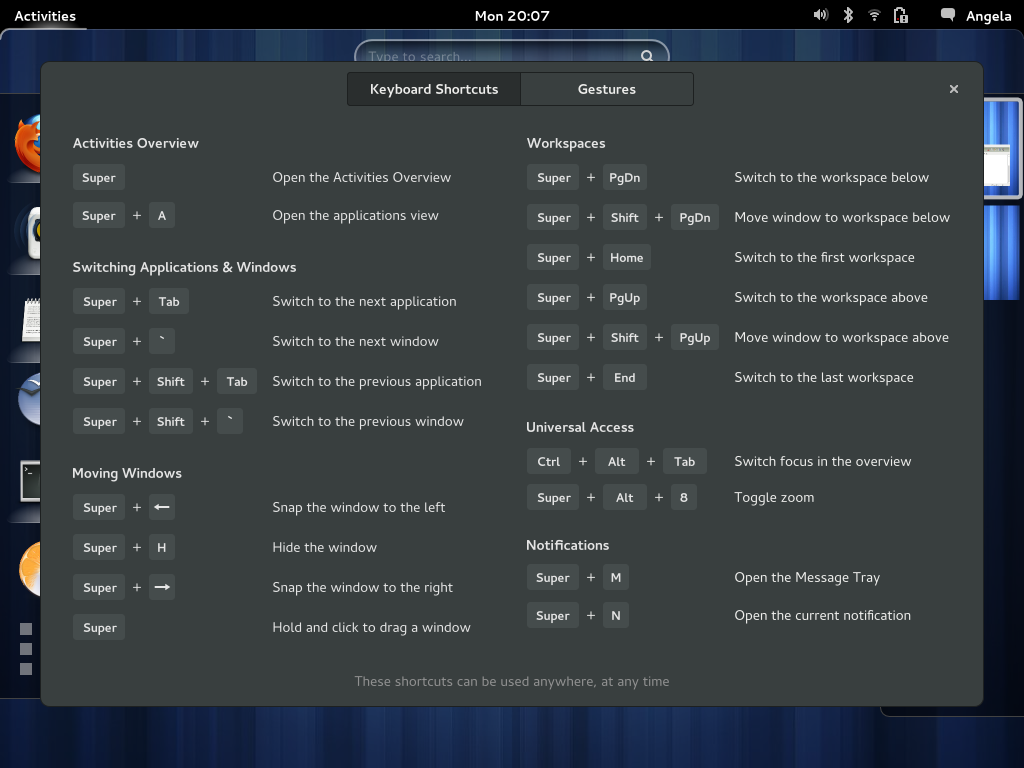 Activities
Mon 20:07
Angela
Type to search...
Keyboard Shortcuts
Gestures
Activities Overview
Super Open the Activities Overview
Super + A Open the applications view
Switching Applications & Windows
Super + Tab Switch to the next application
Super + ` Switch to the next window
Super + Shift + Tab Switch to the previous application
Super + Shift + ` Switch to the previous window
Moving Windows
Super + ← Snap the window to the left
Super + H Hide the window
Super + → Snap the window to the right
Super Hold and click to drag a window
Workspaces
Super + PgDn Switch to the workspace below
Super + Shift + PgDn Move window to workspace below
Super + Home Switch to the first workspace
Super + PgUp Switch to the workspace above
Super + Shift + PgUp Move window to workspace above
Super + End Switch to the last workspace
Universal Access
Ctrl + Alt + Tab Switch focus in the overview
Super + Alt + 8 Toggle zoom
Notifications
Super + M Open the Message Tray
Super + N Open the current notification
These shortcuts can be used anywhere, at any time